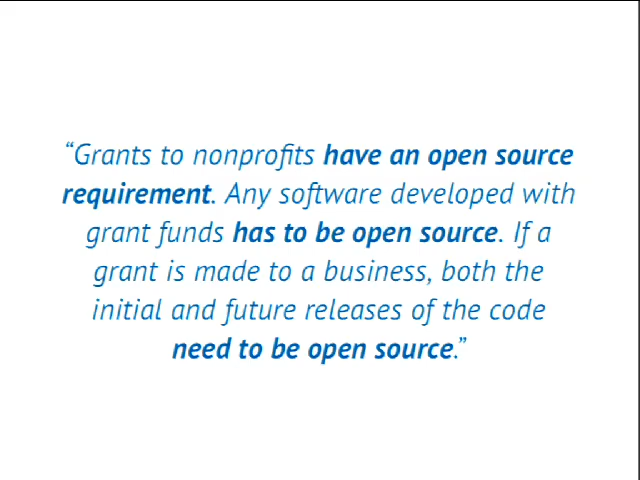 “Grants to nonprofits have an open source
requirement. Any software developed with
grant funds has to be open source. If a
grant is made to a business, both the
initial and future releases of the code
need to be open source.”